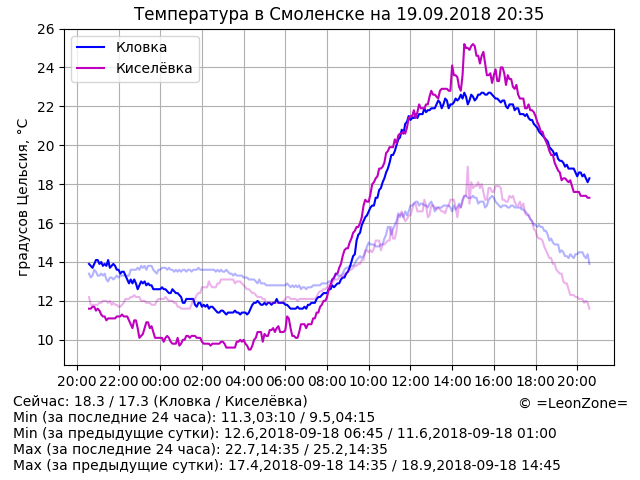 Температура в Смоленске на 19.09.2018 20:35
Кловка
Киселёвка
градусов Цельсия, °C
26
24
22
20
18
16
14
12
10
20:00 22:00 00:00 02:00 04:00 06:00 08:00 10:00 12:00 14:00 16:00 18:00 20:00
Сейчас: 18.3 / 17.3 (Кловка / Киселёвка)
© =LeonZone=
Min (за последние 24 часа): 11.3,03:10 / 9.5,04:15
Min (за предыдущие сутки): 12.6,2018-09-18 06:45 / 11.6,2018-09-18 01:00
Max (за последние 24 часа): 22.7,14:35 / 25.2,14:35
Max (за предыдущие сутки): 17.4,2018-09-18 14:35 / 18.9,2018-09-18 14:45